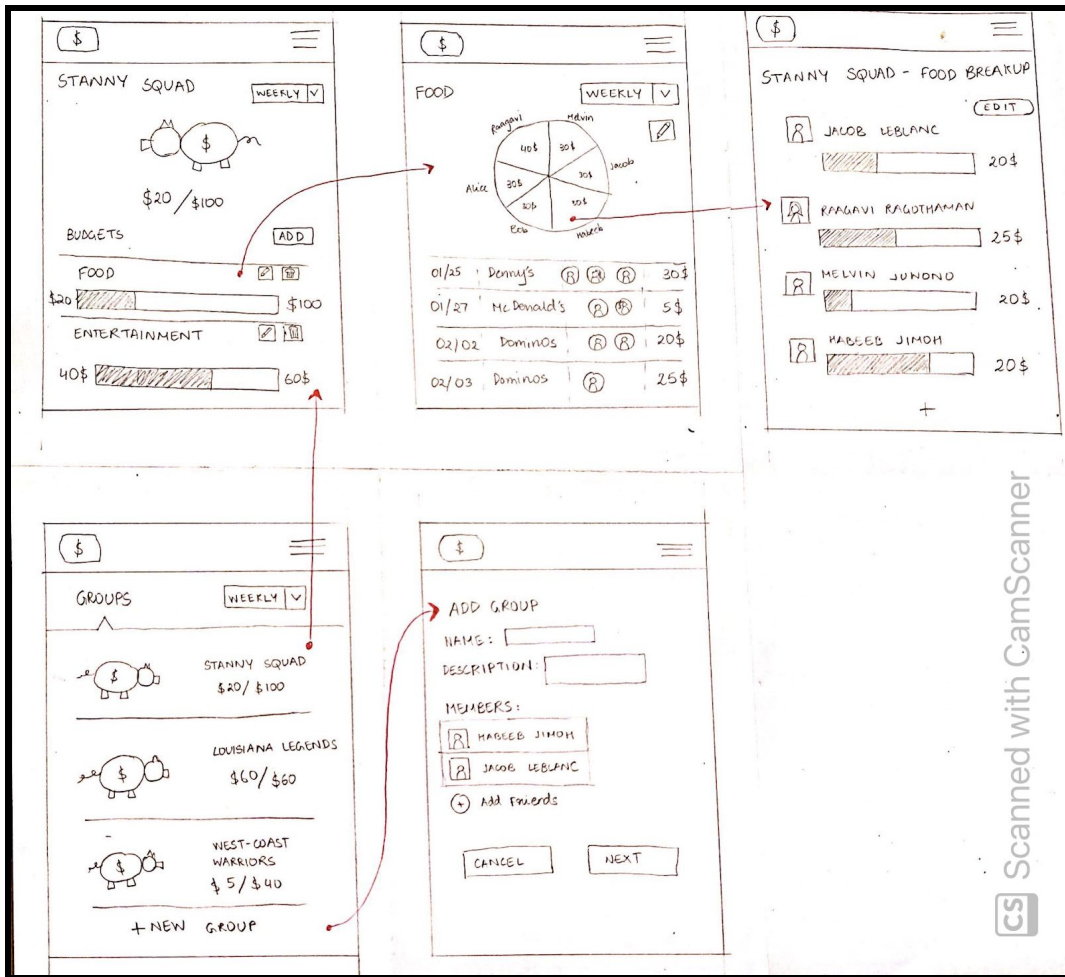 $
STANNY SQUAD
WEEKLY V
$
$20/$100
BUDGETS
ADD
FOOD
$20
$100
ENTERTAINMENT
40$
60$
$
FOOD
WEEKLY V
Raagavi
Melvin
40$
30$
Jacob
Alice
30$
Bob
Habeeb
01/25 Denny's 30$
01/27 McDonald's 5$
02/02 Dominos 20$
02/03 Dominos 25$
$
STANNY SQUAD - FOOD BREAKUP
EDIT
JACOB LEBLANC
20$
RAAGAVI RAGOTHAMAN
25$
MELVIN JUNOND
20$
HABEEB JIMOH
20$
+
$
GROUPS
WEEKLY V
$
STANNY SQUAD
$20/$100
$
LOUISIANA LEGENDS
$60/$60
$
WEST-COAST
WARRIORS
$5/$40
+ NEW GROUP
$
ADD GROUP
NAME:
DESCRIPTION:
MEMBERS:
HABEEB JIMOH
JACOB LEBLANC
+ Add Friends
CANCEL
NEXT
CS Scanned with CamScanner